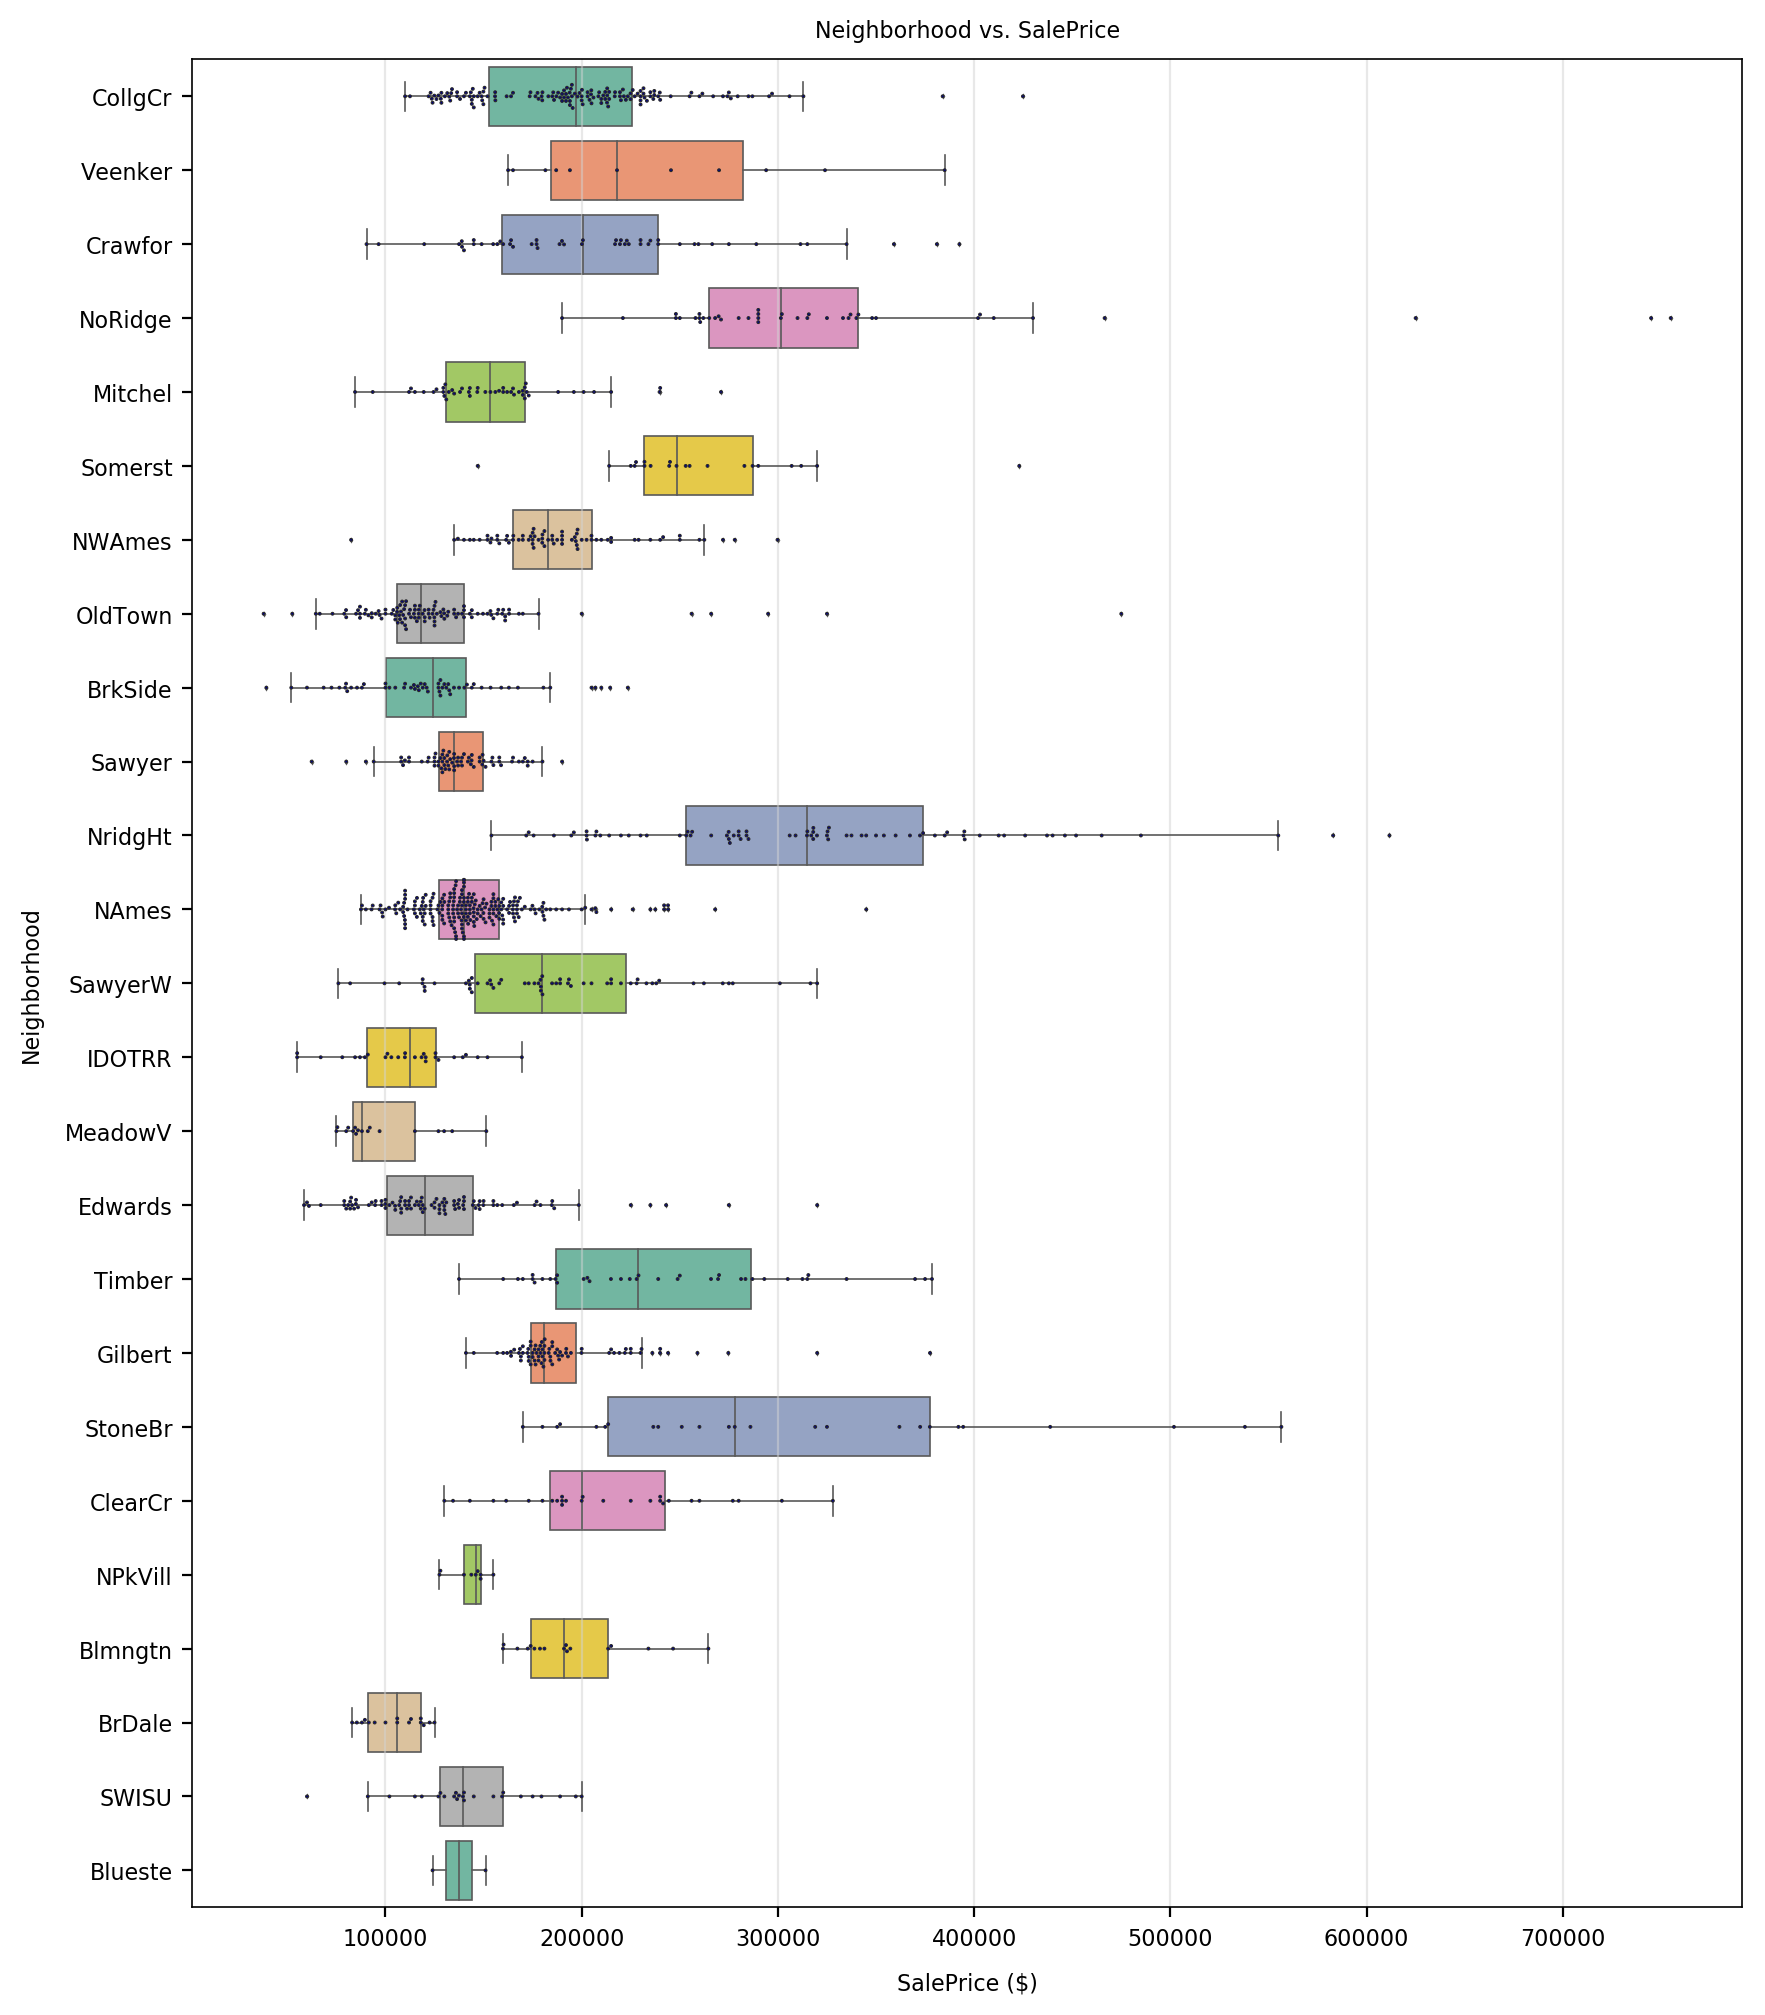 Neighborhood vs. SalePrice
CollgCr
Veenker
Crawfor
NoRidge
Mitchel
Somerst
NWAmes
OldTown
BrkSide
Sawyer
NridgHt
NAmes
SawyerW
IDOTRR
MeadowV
Edwards
Timber
Gilbert
StoneBr
ClearCr
NPkVill
Blmngtn
BrDale
SWISU
Blueste
Neighborhood
100000 200000 300000 400000 500000 600000 700000
SalePrice ($)